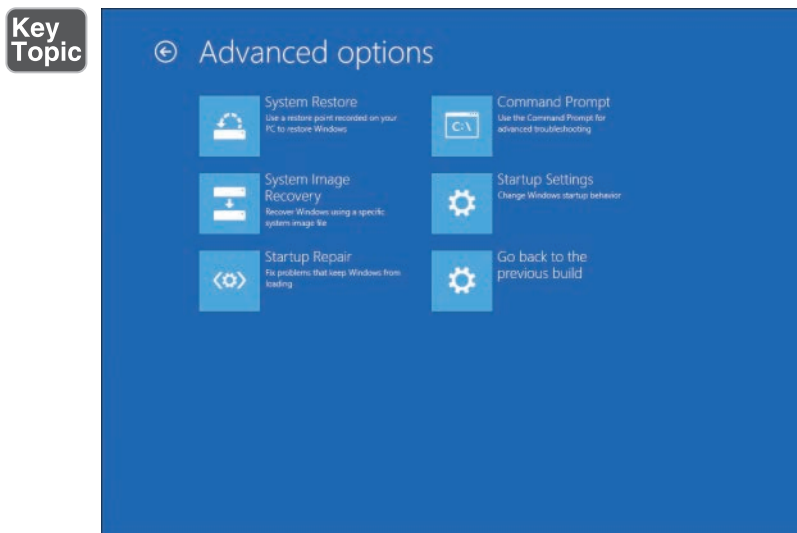 Key
Topic
Advanced options
System Restore
Use a restore point recorded on your
PC to restore Windows
System Image
Recovery
Recover Windows using a specific
system image file
Startup Repair
Fix problems that keep Windows from
loading
Command Prompt
Use the Command Prompt for
advanced troubleshooting
C:\
Startup Settings
Change Windows startup behavior
Go back to the
previous build